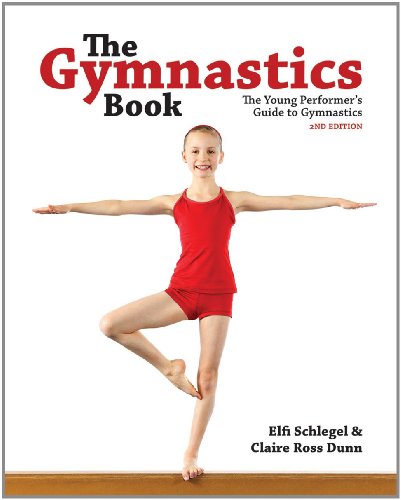 The
Gymnastics
Book
The Young Performer's
Guide to Gymnastics
2ND EDITION
Elfi Schlegel &
Claire Ross Dunn